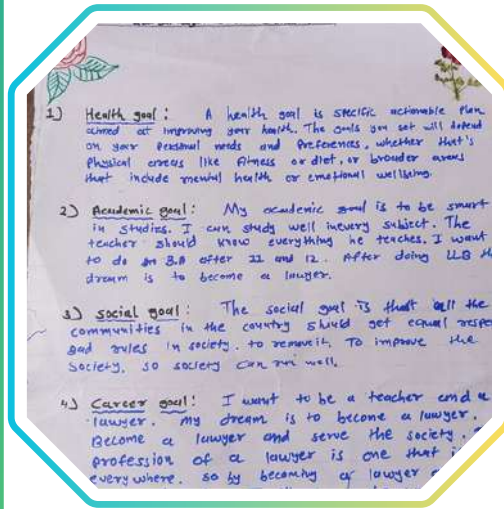 1) Health goal : A health goal is specific actionable plan
aimed at improving your health. The goals you set will depend
on your personal needs and preferences, whether that's
physical areas like fitness or diet, or broader areas
that include mental health or emotional wellbeing.
2) Academic goal : My academic goal is to be smart
in studies. I can study well inevery subject. The
teacher should know everything he teaches. I want
to do an B.A after 11 and 12. After doing LLB
dream is to become a lawyer.
3) social goal : The social goal is that all the
communities in the country should get equal
bad rules in society. to remove it, To improve the
society, so society can run well.
4) Career goal : I want to be a teacher and a
lawyer. my dream is to become a lawyer.
Become a lawyer and serve the society.
profession of a lawyer is one that
everywhere. so by becoming a lawyer